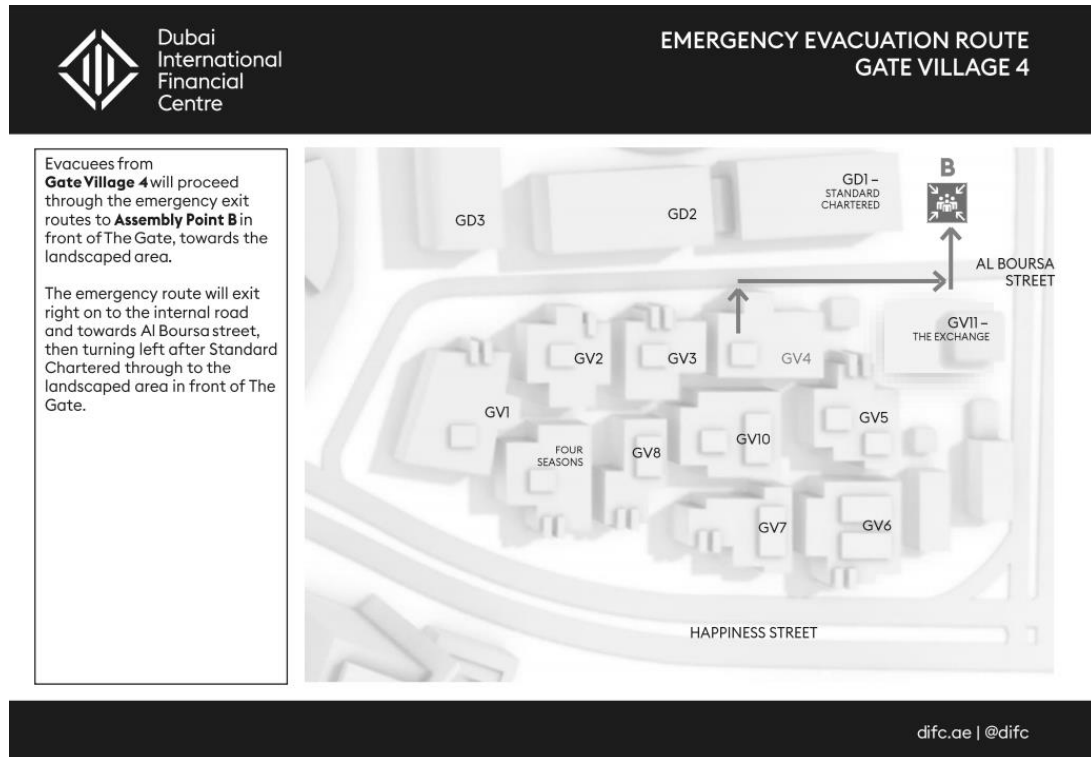 Dubai
International
Financial
Centre
EMERGENCY EVACUATION ROUTE
GATE VILLAGE 4
Evacuees from
Gate Village 4 will proceed
through the emergency exit
routes to Assembly Point B in
front of The Gate, towards the
landscaped area.
The emergency route will exit
right on to the internal road
and towards Al Boursa street,
then turning left after Standard
Chartered through to the
landscaped area in front of The
Gate.
B
GD1 –
STANDARD
CHARTERED
GD2
GD3
AL BOURSA
STREET
GV11 –
THE EXCHANGE
GV2
GV3
GV4
GV1
GV5
FOUR
SEASONS
GV8
GV10
GV7
GV6
HAPPINESS STREET
difc.ae | @difc